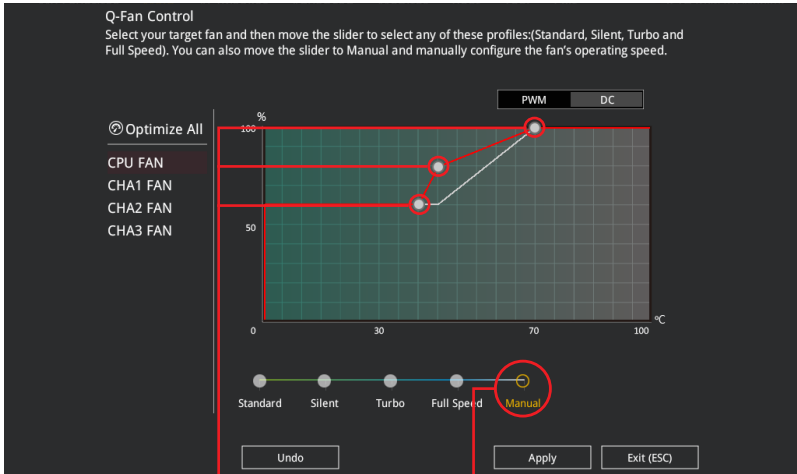 Q-Fan Control
Select your target fan and then move the slider to select any of these profiles:(Standard, Silent, Turbo and
Full Speed). You can also move the slider to Manual and manually configure the fan's operating speed.
PWM DC
%
Optimize All
100
CPU FAN
CHA1 FAN
CHA2 FAN
CHA3 FAN
50
ºC
0 30 70 100
Standard Silent Turbo Full Speed Manual
Undo Apply Exit (ESC)